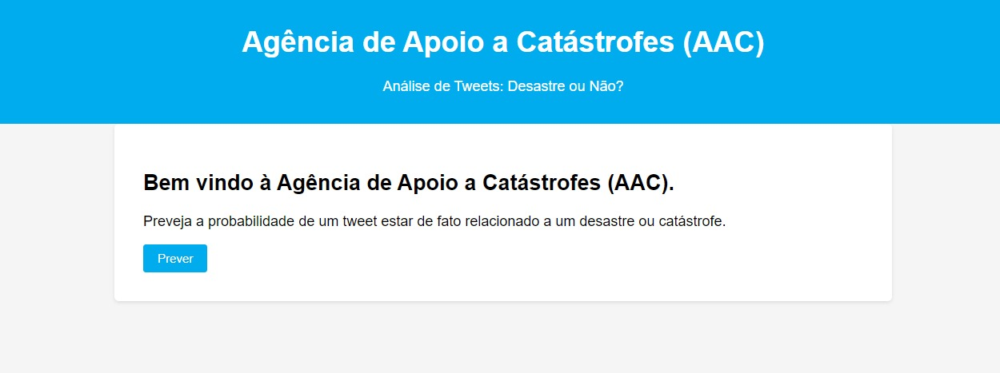 Agência de Apoio a Catástrofes (AAC)
Análise de Tweets: Desastre ou Não?
Bem vindo à Agência de Apoio a Catástrofes (AAC).
Preveja a probabilidade de um tweet estar de fato relacionado a um desastre ou catástrofe.
Prever